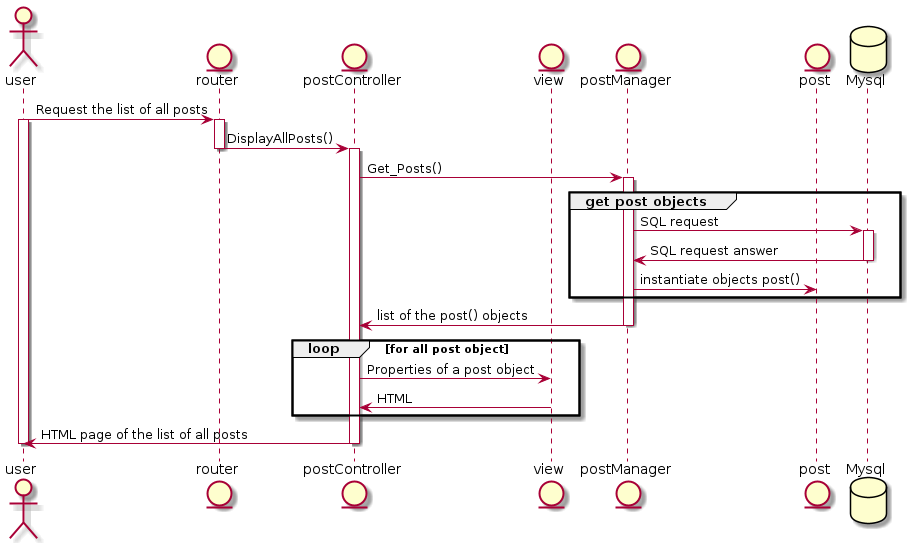 user router postController view postManager post Mysql
Request the list of all posts
DisplayAllPosts()
Get_Posts()
get post objects
SQL request
SQL request answer
instantiate objects post()
list of the post() objects
loop [for all post object]
Properties of a post object
HTML
HTML page of the list of all posts
user router postController view postManager post Mysql